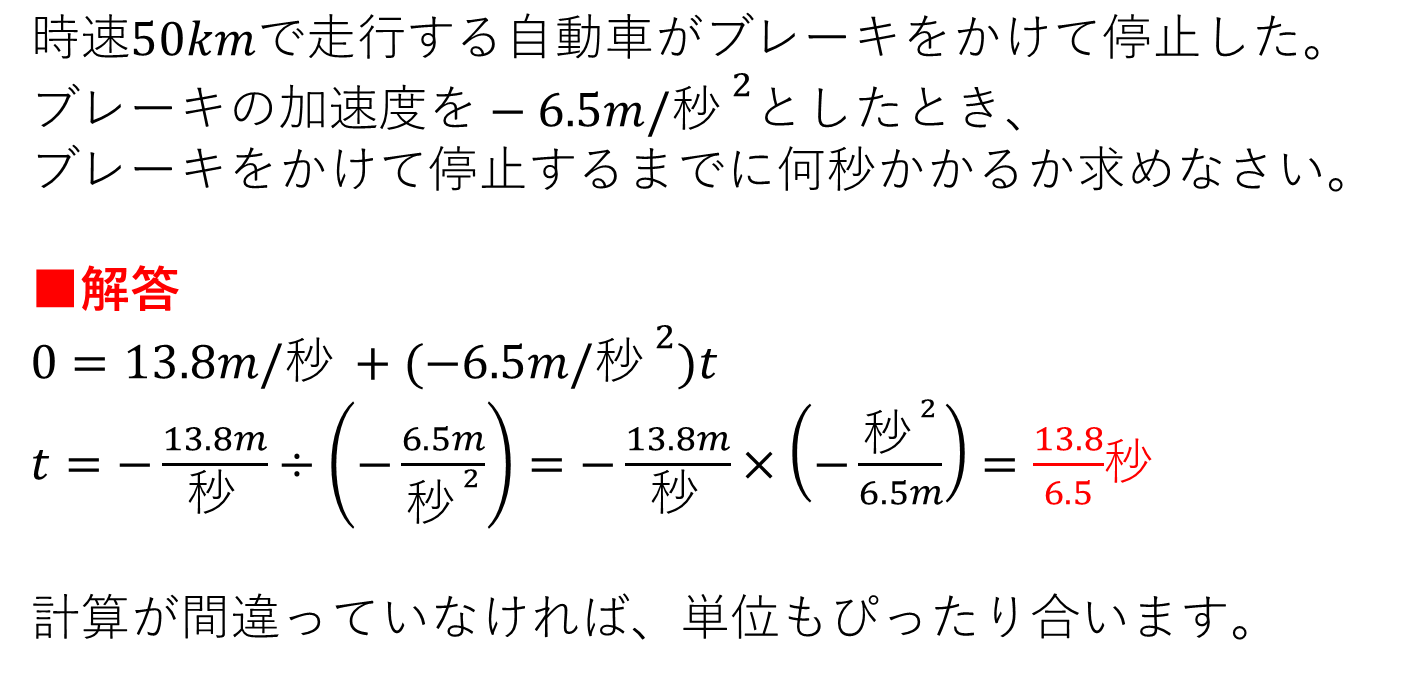 時速50kmで走行する自動車がブレーキをかけて停止した。
ブレーキの加速度を − 6.5m/秒²としたとき、
ブレーキをかけて停止するまでに何秒かかるか求めなさい。
■解答
0 = 13.8m/秒 + (−6.5m/秒²)t
t = − 13.8m/秒 ÷ (− 6.5m/秒²) = − 13.8m/秒 × (− 秒²/6.5m) = 13.8/6.5秒
計算が間違っていなければ、単位もぴったり合います。